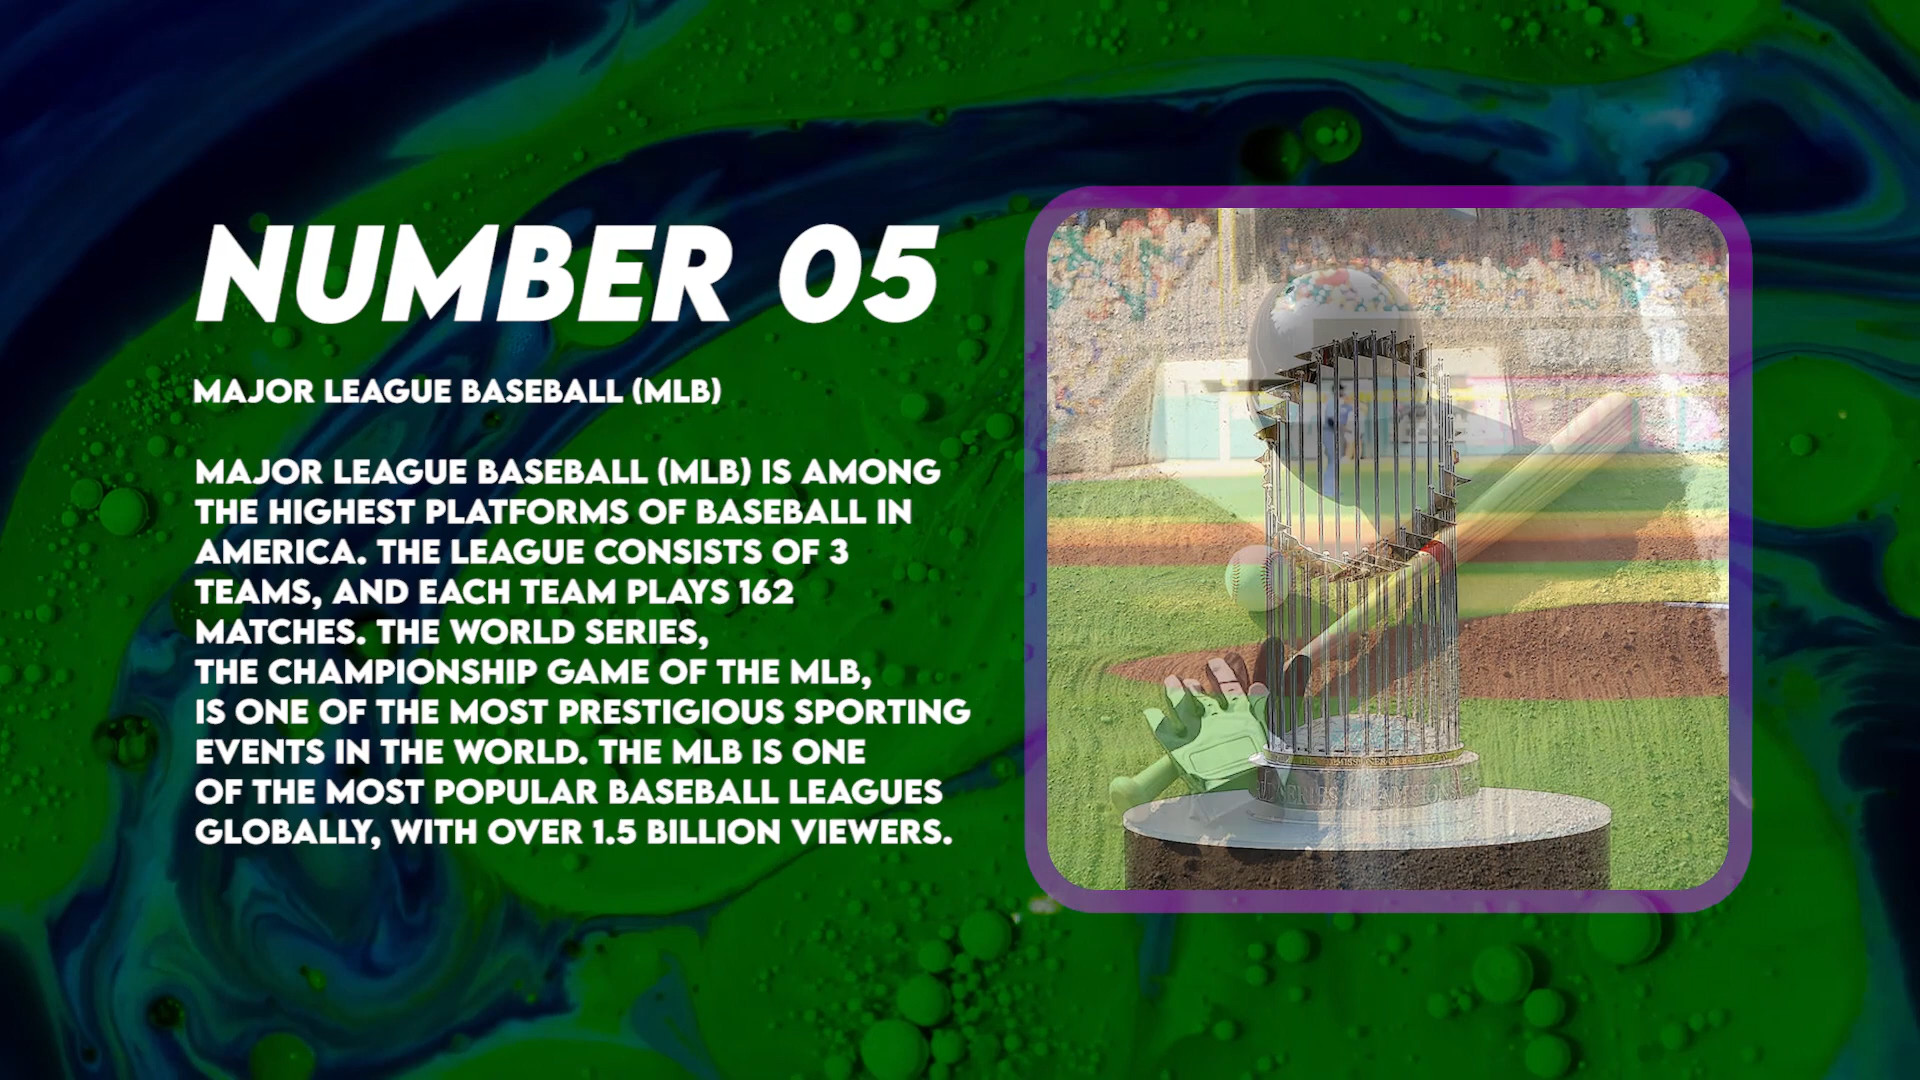 NUMBER 05
MAJOR LEAGUE BASEBALL (MLB)
MAJOR LEAGUE BASEBALL (MLB) IS AMONG
THE HIGHEST PLATFORMS OF BASEBALL IN
AMERICA. THE LEAGUE CONSISTS OF 3
TEAMS, AND EACH TEAM PLAYS 162
MATCHES. THE WORLD SERIES,
THE CHAMPIONSHIP GAME OF THE MLB,
IS ONE OF THE MOST PRESTIGIOUS SPORTING
EVENTS IN THE WORLD. THE MLB IS ONE
OF THE MOST POPULAR BASEBALL LEAGUES
GLOBALLY, WITH OVER 1.5 BILLION VIEWERS.